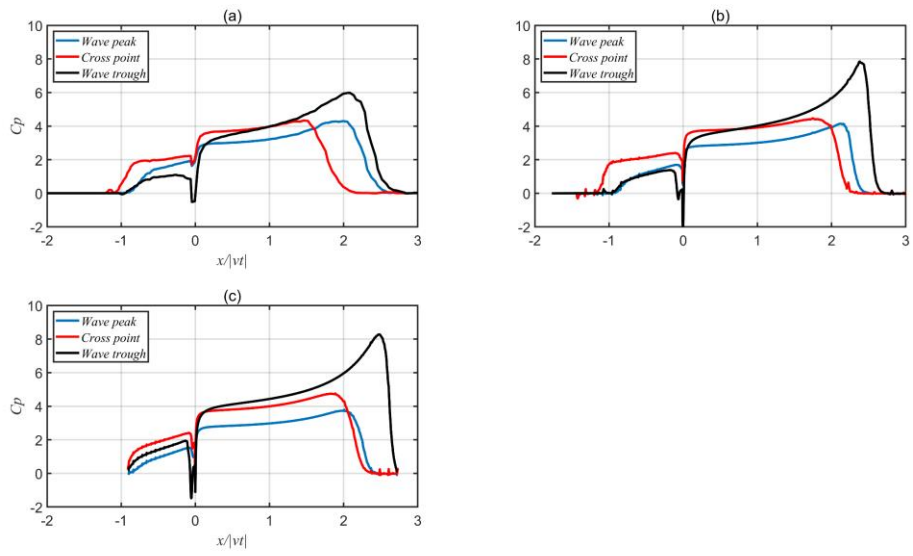 (a)
10
8
6
4
2
0
-2
Cp
Wave peak
Cross point
Wave trough
-2 -1 0 1 2 3
x/|vt|
(b)
10
8
6
4
2
0
-2
Wave peak
Cross point
Wave trough
-2 -1 0 1 2 3
(c)
10
8
6
4
2
0
-2
Cp
Wave peak
Cross point
Wave trough
-2 -1 0 1 2 3
x/|vt|